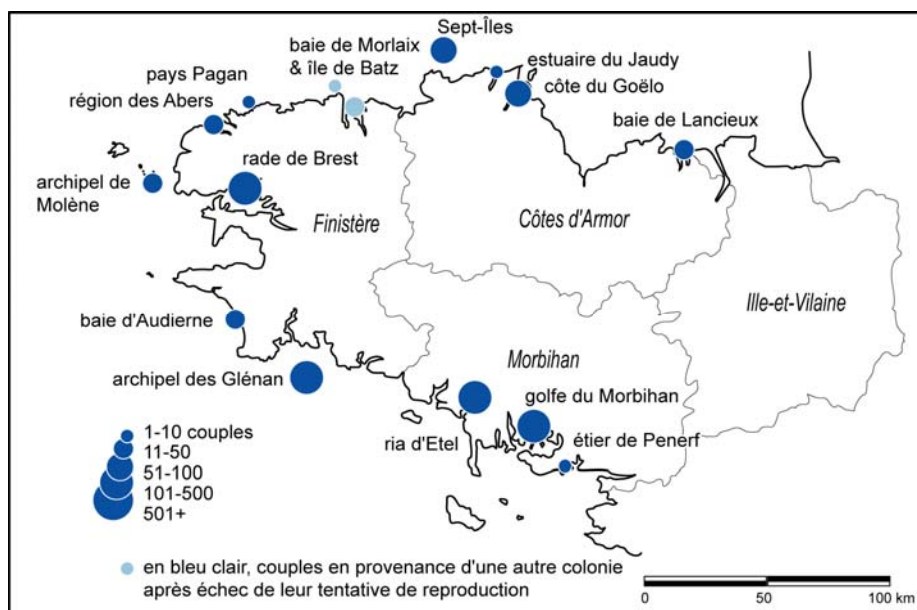 Sept-Îles
baie de Morlaix
& île de Batz
estuaire du Jaudy
pays Pagan
côte du Goëlo
région des Abers
baie de Lancieux
rade de Brest
archipel de
Molène
Finistère
Côtes d'Armor
Ille-et-Vilaine
baie d'Audierne
Morbihan
archipel des Glénan
golfe du Morbihan
ria d'Etel
étier de Penerf
1-10 couples
11-50
51-100
101-500
501+
en bleu clair, couples en provenance d'une autre colonie
après échec de leur tentative de reproduction
0 50 100 km